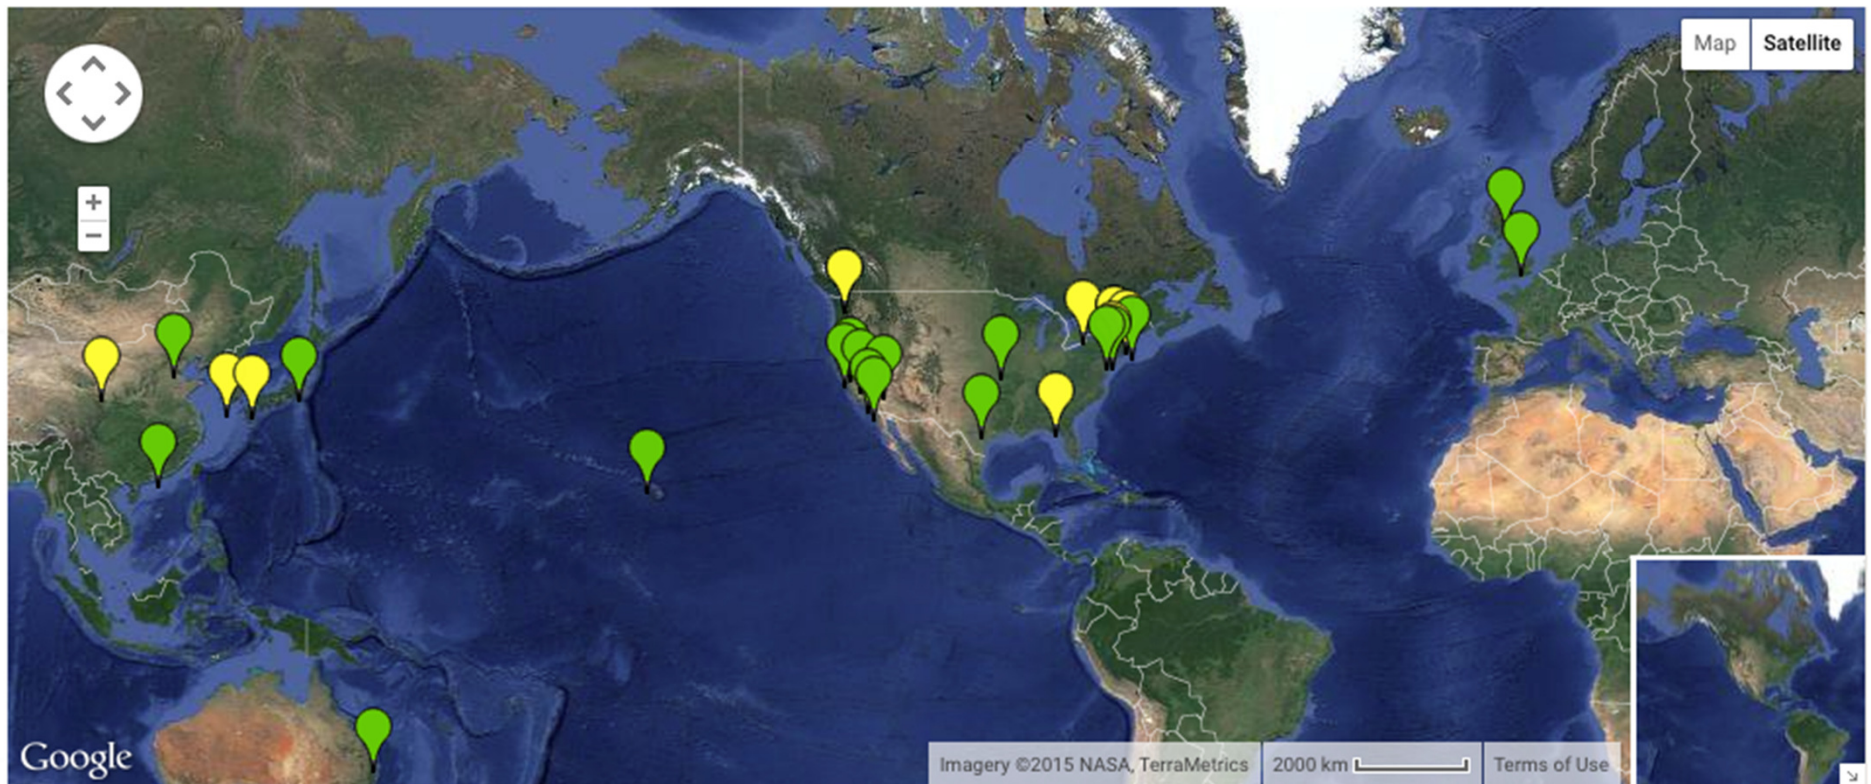 Map Satellite
+
−
Google
Imagery ©2015 NASA, TerraMetrics 2000 km Terms of Use